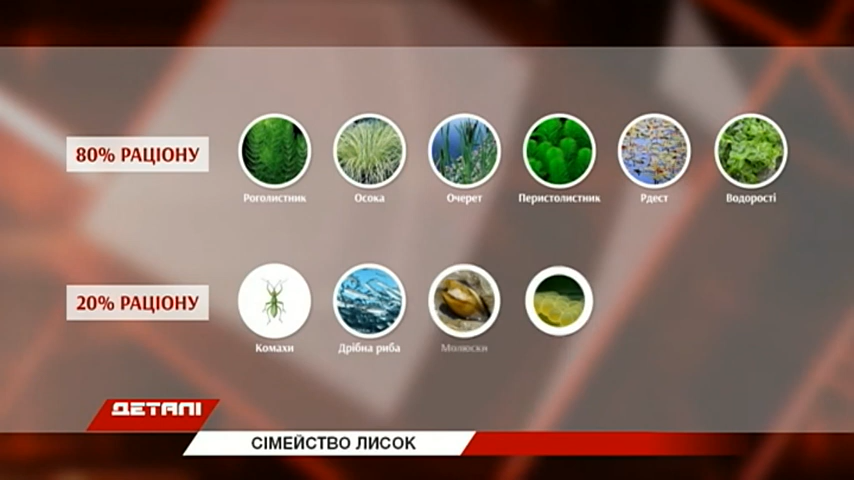 80% РАЦІОНУ
Роголистник
Осока
Очерет
Перистолистник
Рдест
Водорості
20% РАЦІОНУ
Комахи
Дрібна риба
Молюски
ДЕТАЛІ
СІМЕЙСТВО ЛИСОК